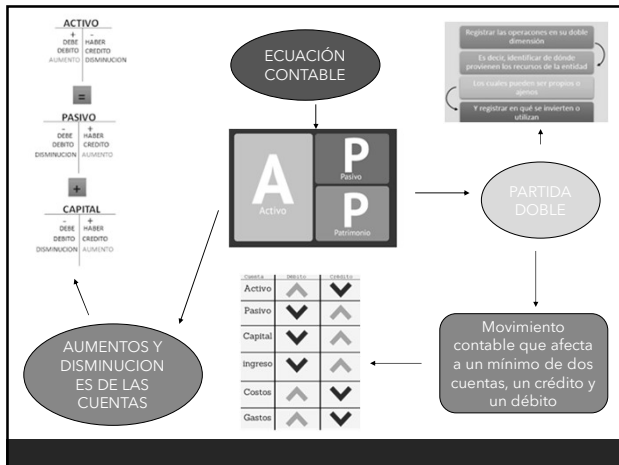 ACTIVO
+ -
DEBE HABER
DEBITO CREDITO
AUMENTO DISMINUCION
=
PASIVO
- +
DEBE HABER
DEBITO CREDITO
DISMINUCION AUMENTO
+
CAPITAL
- +
DEBE HABER
DEBITO CREDITO
DISMINUCION AUMENTO
ECUACIÓN
CONTABLE
A
Activo
P
Pasivo
P
Patrimonio
Registrar las operacones en su doble
dimensión
Es decir, identificar de dónde
provienen los recursos de la entidad
Los cuales pueden ser propios o
ajenos
Y registrar en qué se invierten o
utilizan
PARTIDA
DOBLE
Movimiento
contable que afecta
a un mínimo de dos
cuentas, un crédito y
un débito
Cuenta Débito Crédito
Activo
Pasivo
Capital
ingreso
Costos
Gastos
AUMENTOS Y
DISMINUCION
ES DE LAS
CUENTAS